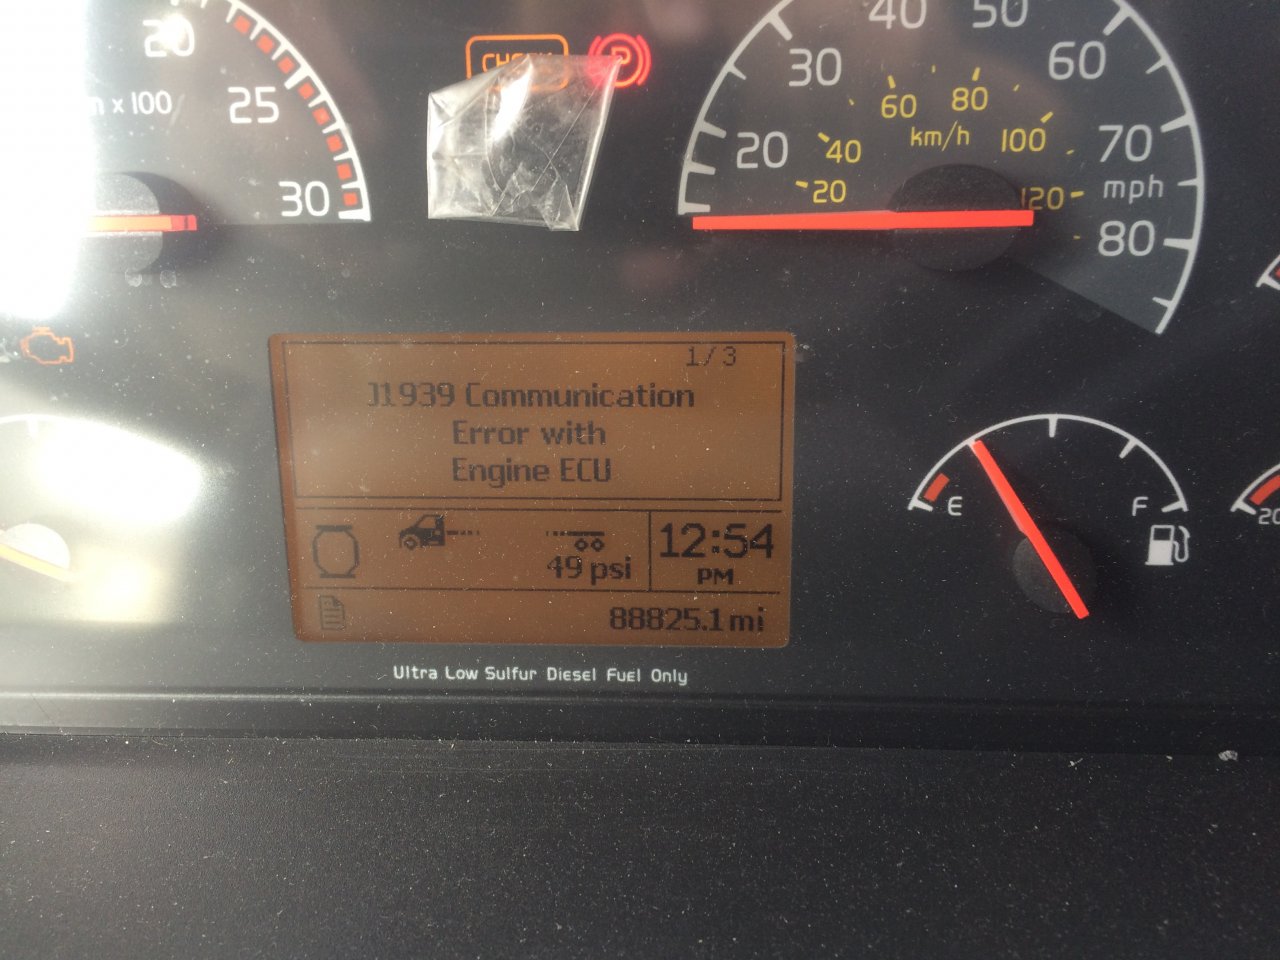 20
25
x 100
30
CHECK
P
20
30
40
50
60
70
80
mph
20
40
60
80
100
120
km/h
1/3
J1939 Communication
Error with
Engine ECU
49 psi
12:54
PM
88825.1 mi
E
F
20
Ultra Low Sulfur Diesel Fuel Only